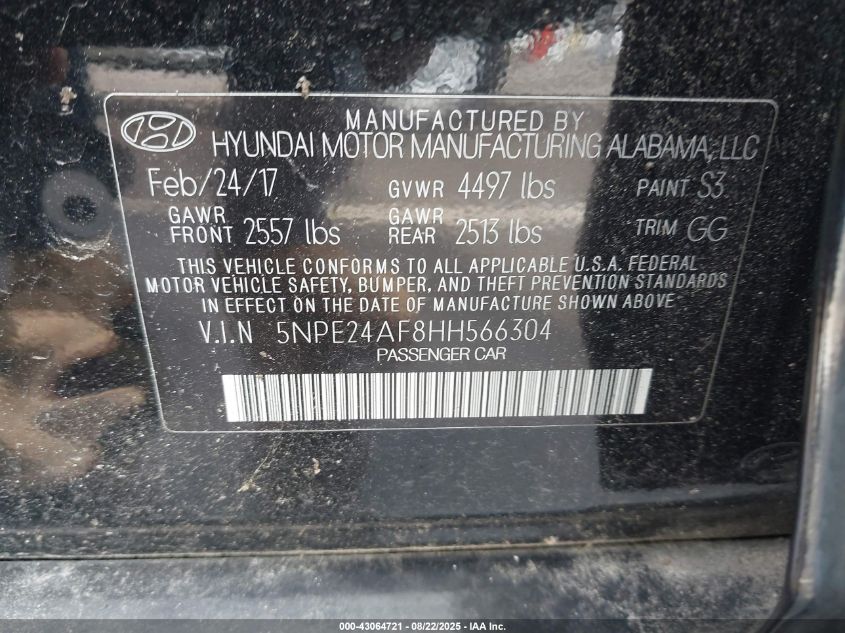 MANUFACTURED BY
HYUNDAI MOTOR MANUFACTURING ALABAMA, LLC
Feb/24/17 GVWR 4497 lbs PAINT S3
GAWR FRONT 2557 lbs GAWR REAR 2513 lbs TRIM GG
THIS VEHICLE CONFORMS TO ALL APPLICABLE U.S.A. FEDERAL
MOTOR VEHICLE SAFETY, BUMPER, AND THEFT PREVENTION STANDARDS
IN EFFECT ON THE DATE OF MANUFACTURE SHOWN ABOVE
V.I.N 5NPE24AF8HH566304
PASSENGER CAR
000-43064721 - 08/22/2025 - IAA Inc.